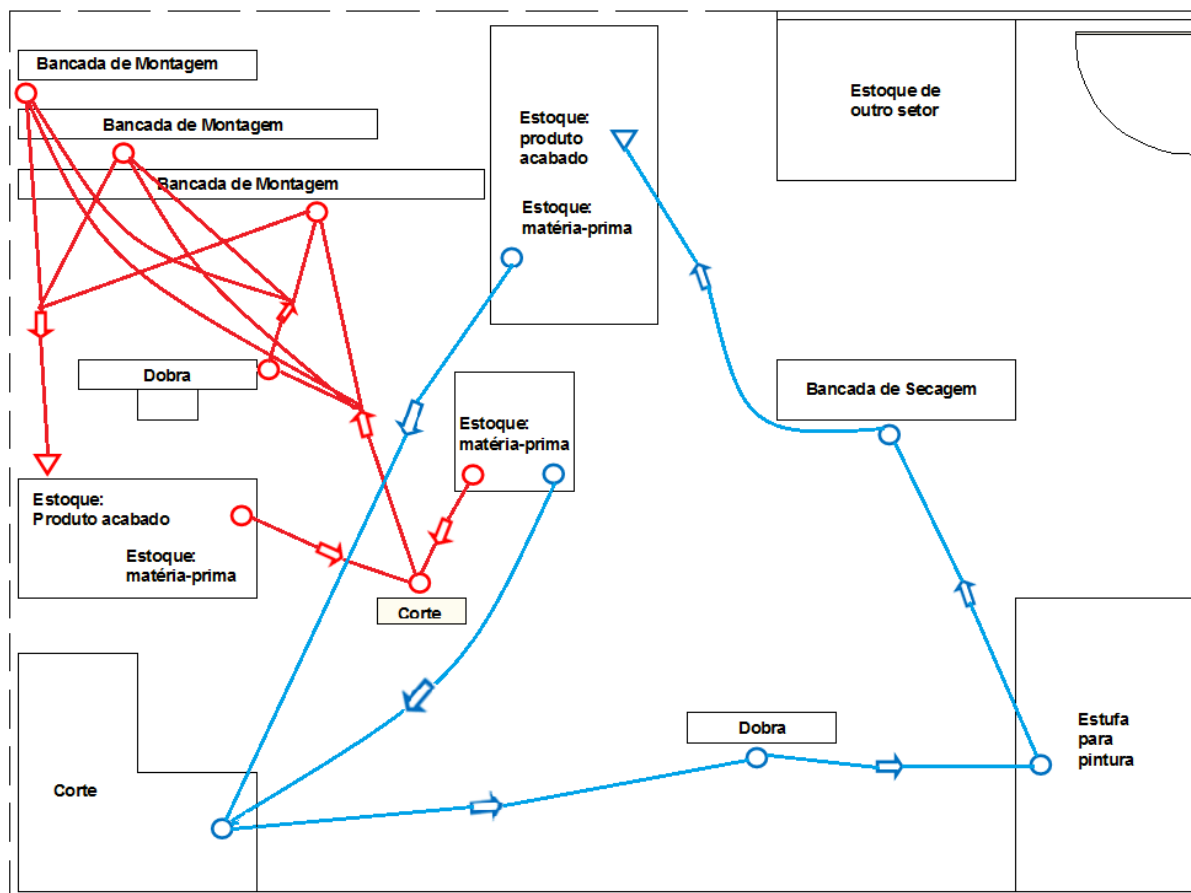 Bancada de Montagem
Bancada de Montagem
Bancada de Montagem
Estoque:
produto
acabado
Estoque:
matéria-prima
Estoque de
outro setor
Dobra
Bancada de Secagem
Estoque:
matéria-prima
Estoque:
Produto acabado
Estoque:
matéria-prima
Corte
Dobra
Estufa
para
pintura
Corte